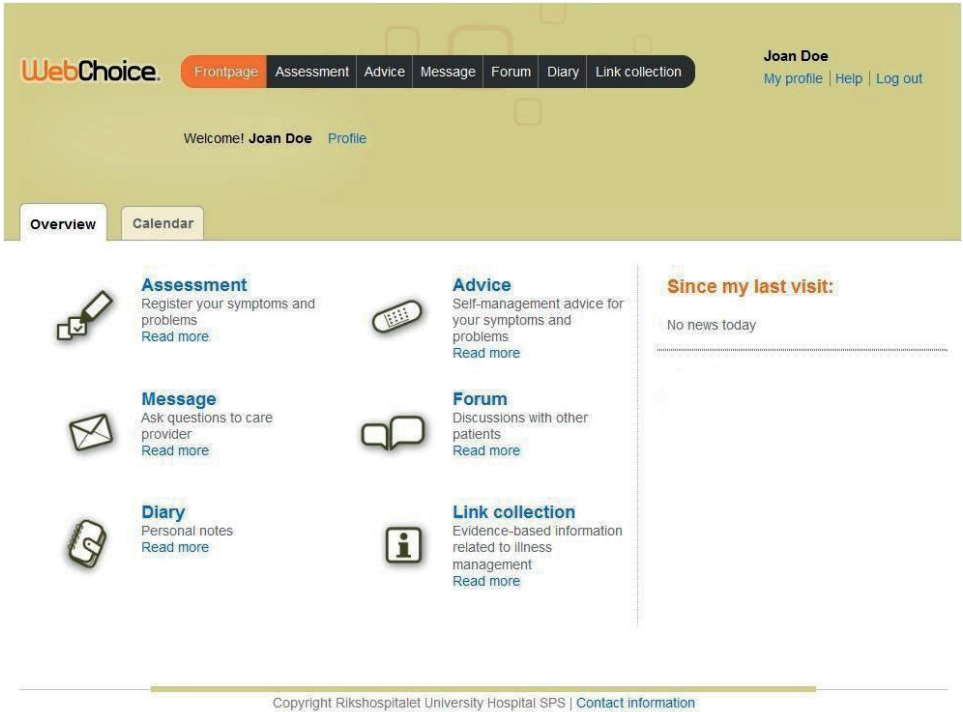 WebChoice.
Frontpage Assessment Advice Message Forum Diary Link collection
Joan Doe
My profile | Help | Log out
Welcome! Joan Doe Profile
Overview Calendar
Assessment
Register your symptoms and
problems
Read more
Advice
Self-management advice for
your symptoms and
problems
Read more
Since my last visit:
No news today
Message
Ask questions to care
provider
Read more
Forum
Discussions with other
patients
Read more
Diary
Personal notes
Read more
Link collection
Evidence-based information
related to illness
management
Read more
Copyright Rikshospitalet University Hospital SPS | Contact information